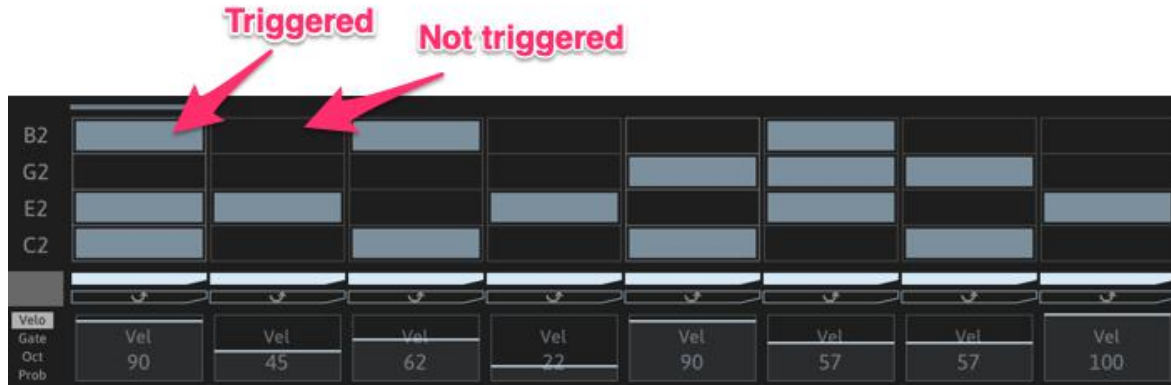 Triggered
Not triggered
B2
G2
E2
C2
Velo
Gate
Oct
Prob
Vel Vel Vel Vel Vel Vel Vel Vel
90 45 62 22 90 57 57 100